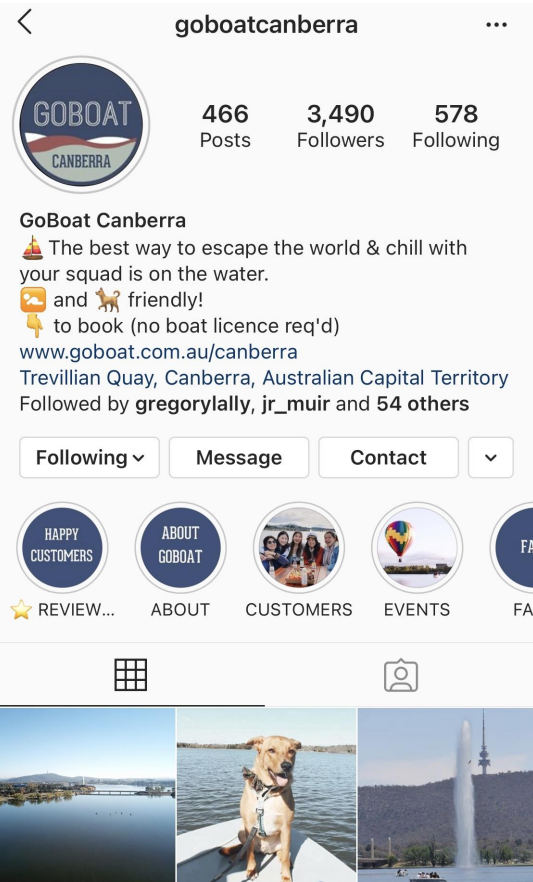 goboatcanberra
GOBOAT
CANBERRA
466
Posts
3,490
Followers
578
Following
GoBoat Canberra
The best way to escape the world & chill with
your squad is on the water.
and friendly!
to book (no boat licence req'd)
www.goboat.com.au/canberra
Trevillian Quay, Canberra, Australian Capital Territory
Followed by gregorylally, jr_muir and 54 others
Following
Message
Contact
HAPPY
CUSTOMERS
ABOUT
GOBOAT
FA
REVIEW...
ABOUT
CUSTOMERS
EVENTS
FA